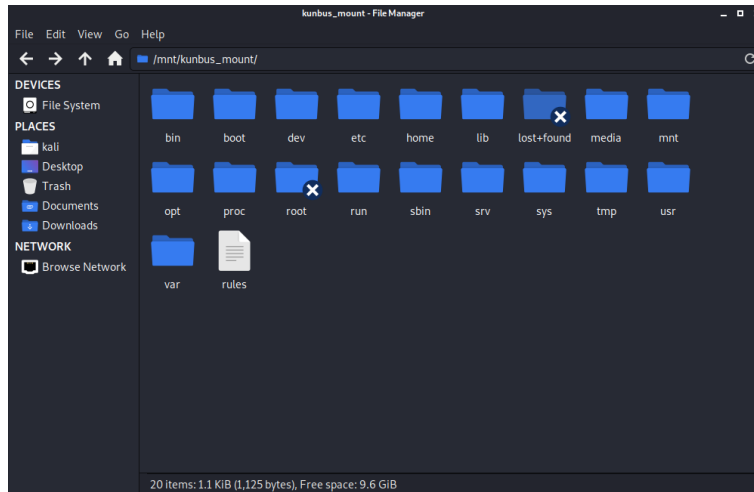 kunbus_mount - File Manager
File Edit View Go Help
/mnt/kunbus_mount/
DEVICES
File System
PLACES
kali
Desktop
Trash
Documents
Downloads
NETWORK
Browse Network
bin boot dev etc home lib lost+found media mnt
opt proc root run sbin srv sys tmp usr
var rules
20 items: 1.1 KiB (1,125 bytes), Free space: 9.6 GiB